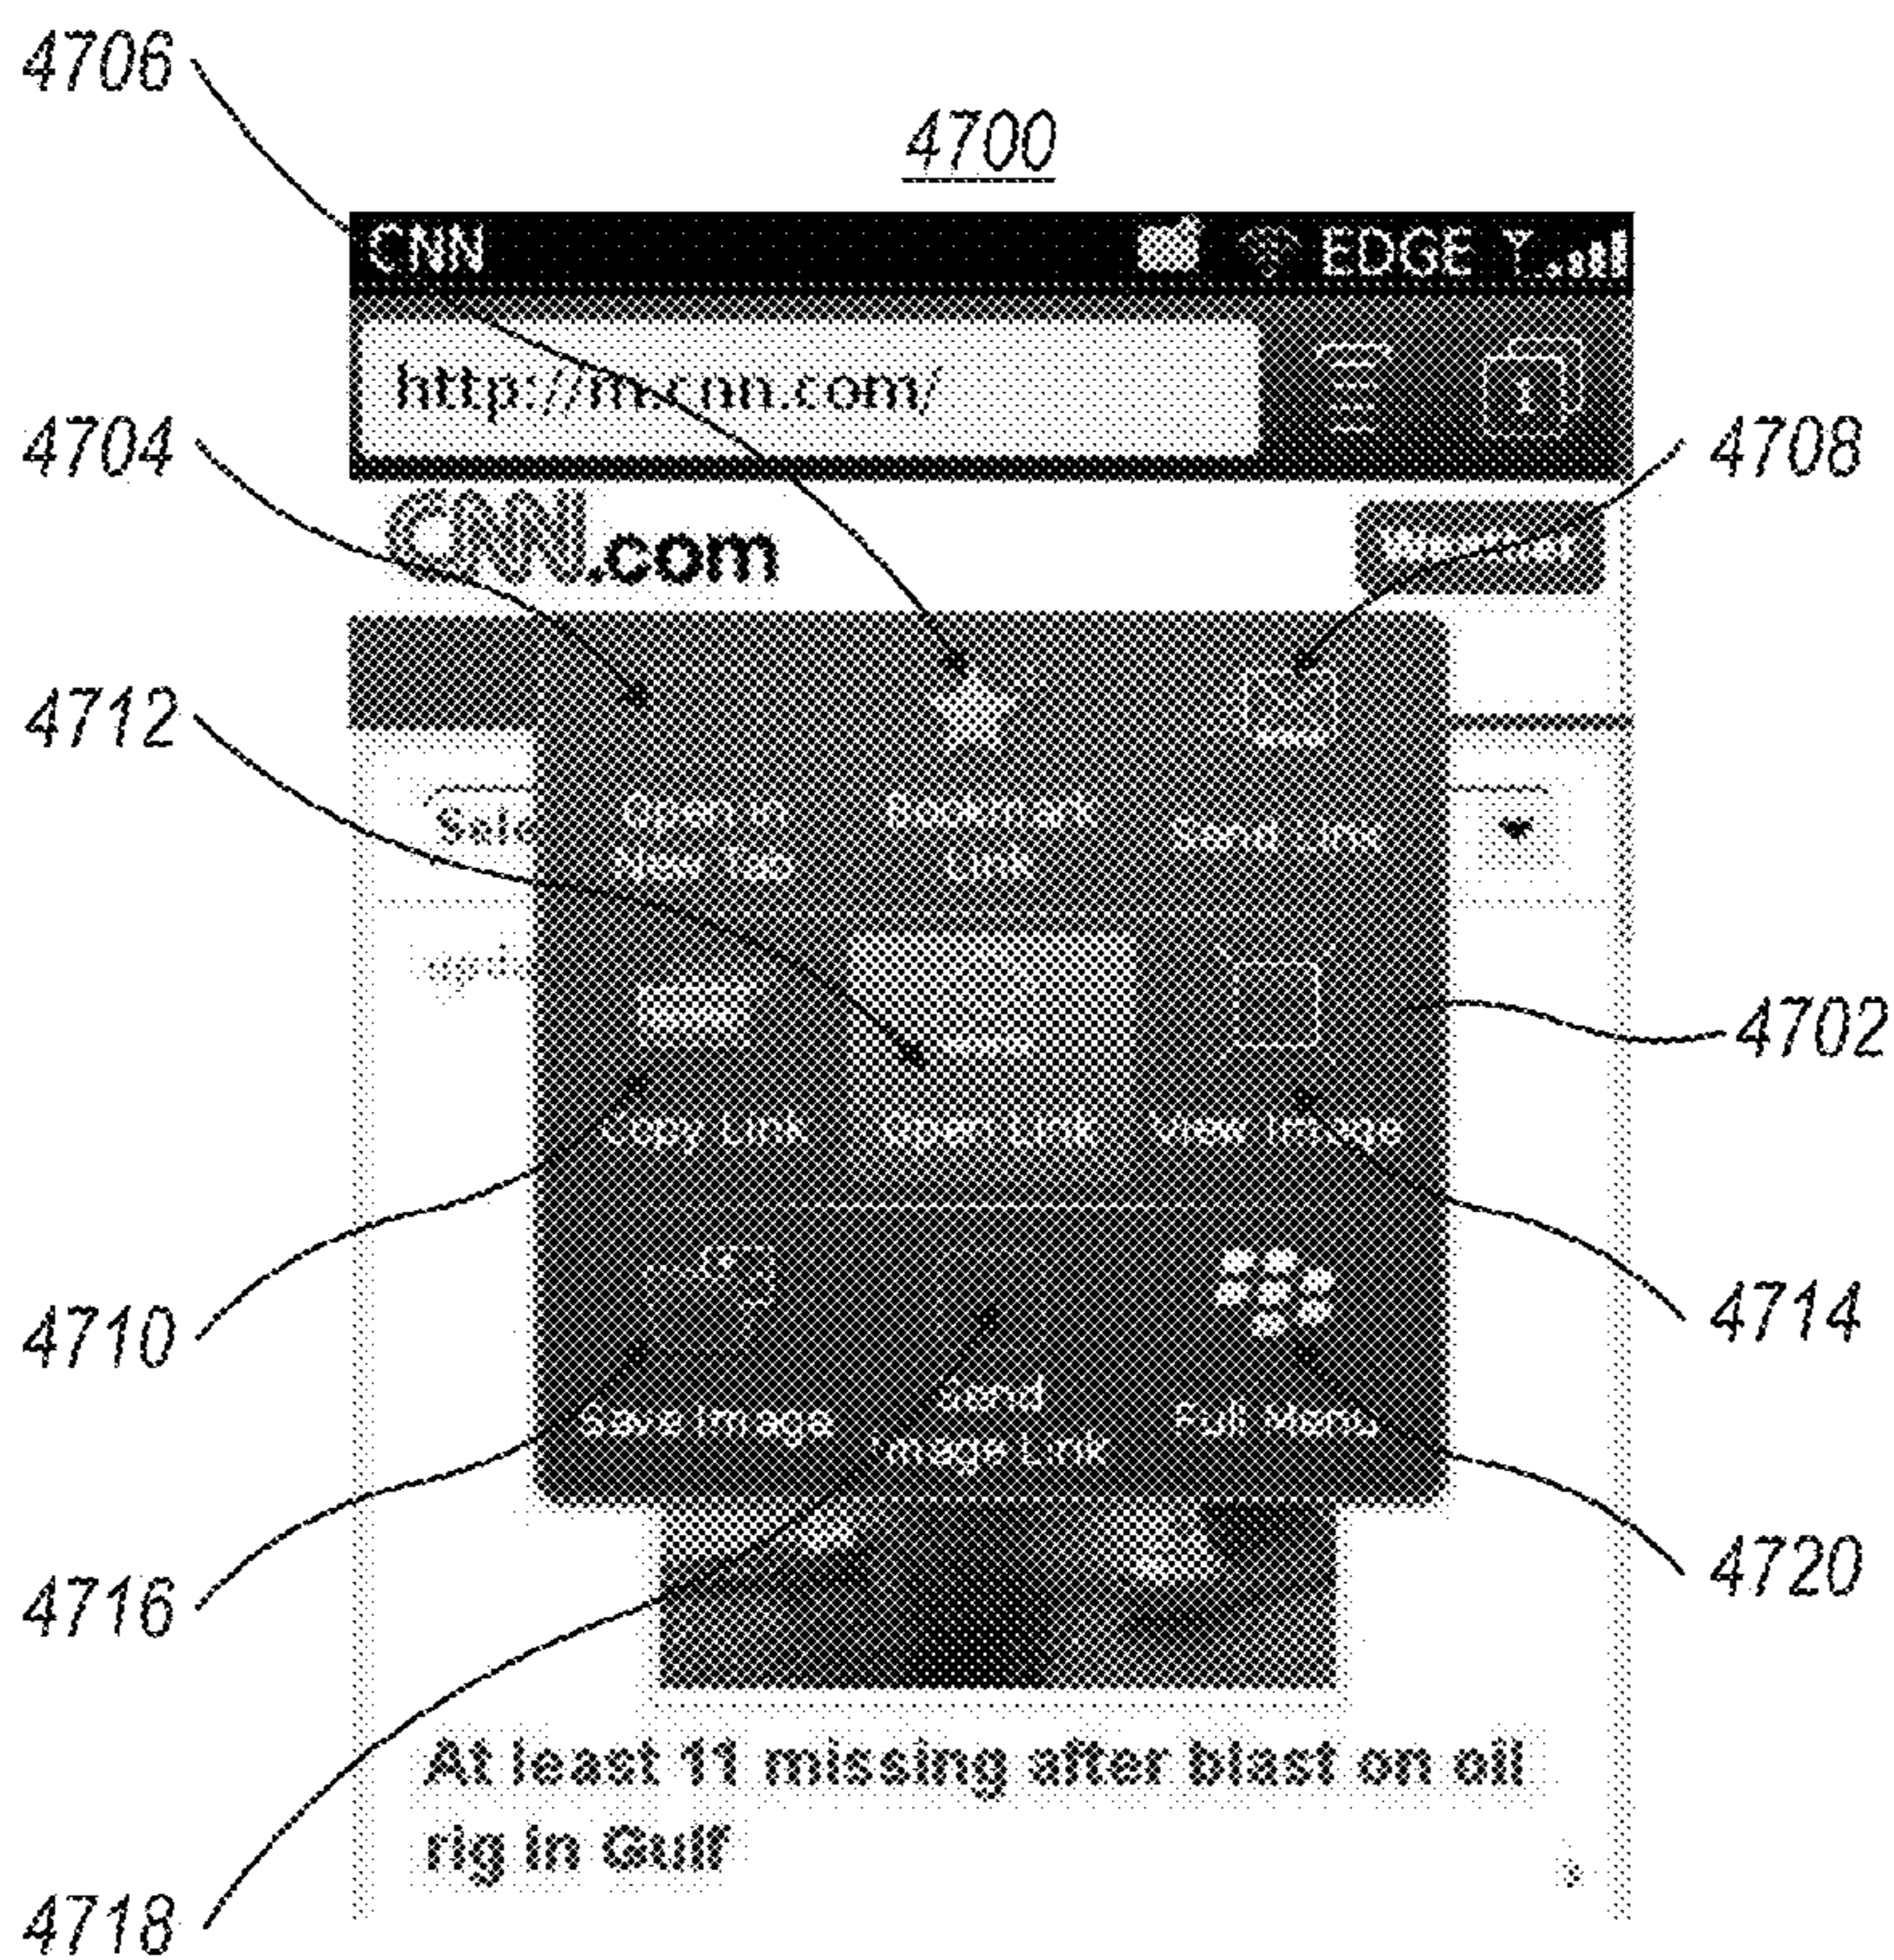 4706
4700
CNN EDGE
http://m.cnn.com/
1
4704
4708
CNN.com
4712
Open in
New Tab
Bookmark
Link
Send Link
4702
Copy Link
Open Link
View Image
4710
4714
Save Image
Send
Image Link
Full Menu
4716
4720
At least 11 missing after blast on oil
rig in Gulf
4718